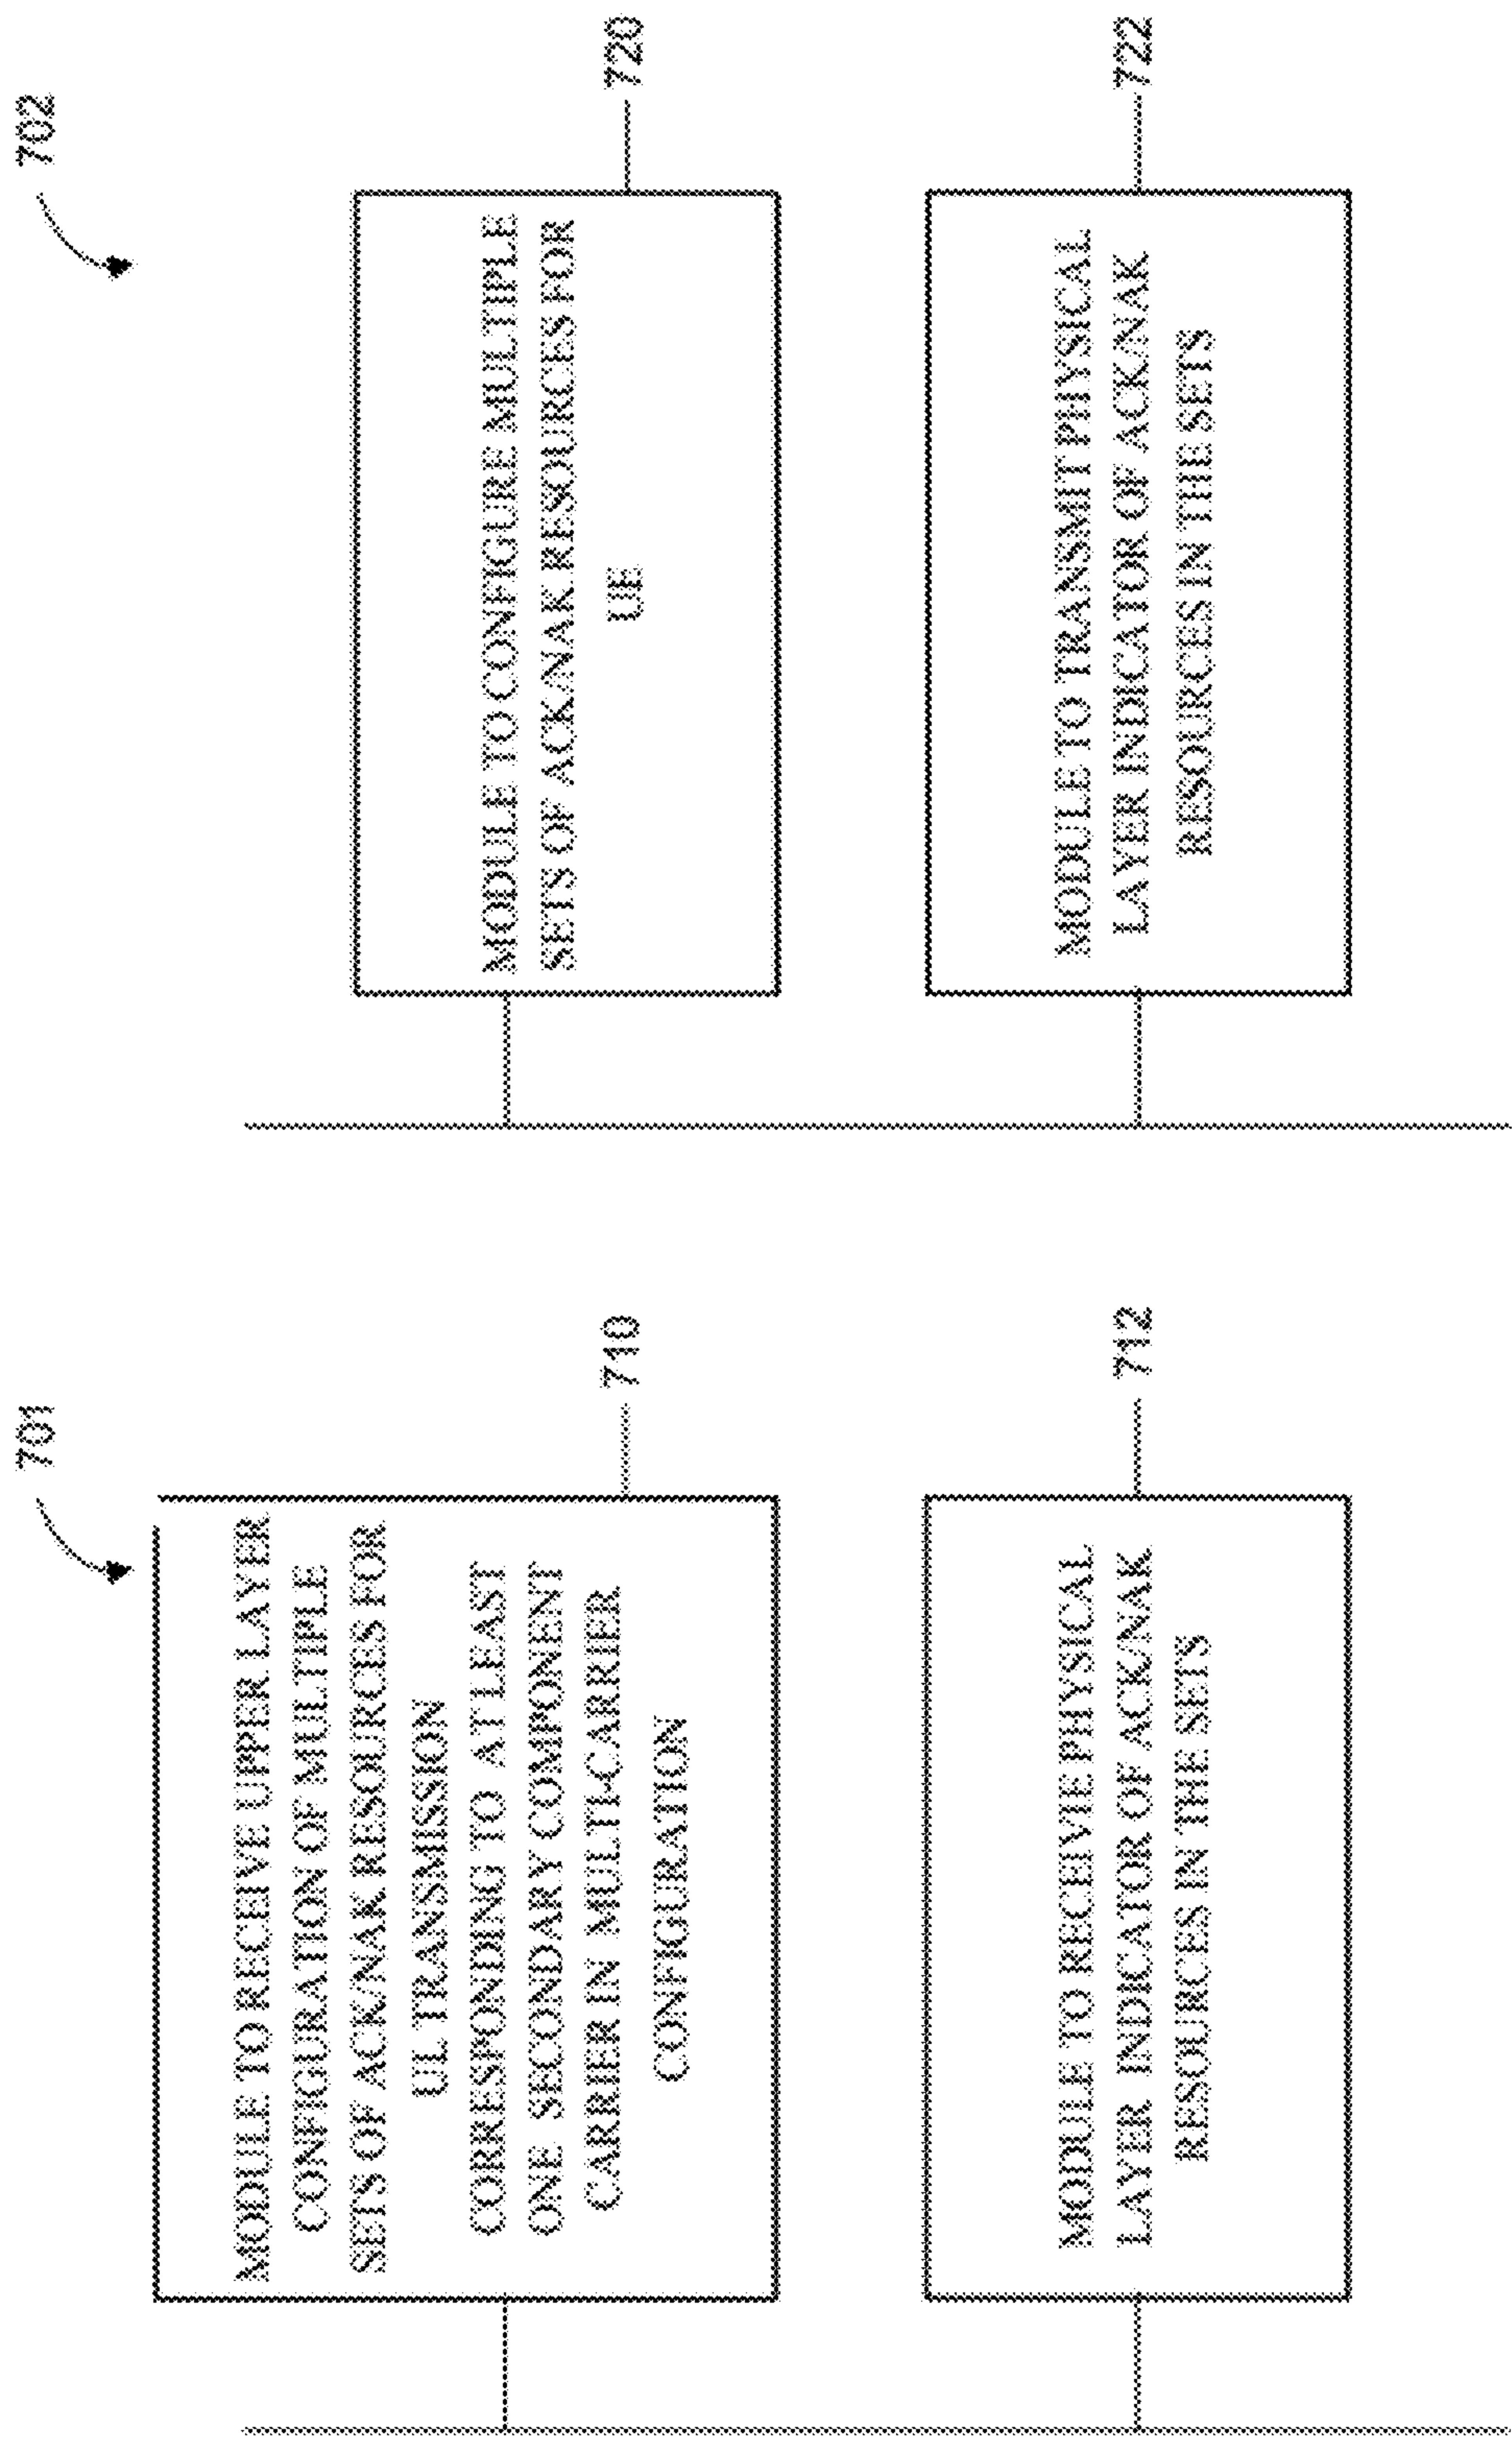 701
MODULE TO RECEIVE UPPER LAYER
CONFIGURATION OF MULTIPLE
SETS OF ACK/NAK RESOURCES FOR
UL TRANSMISSION
CORRESPONDING TO AT LEAST
ONE SECONDARY COMPONENT
CARRIER IN MULTI-CARRIER
CONFIGURATION
710
MODULE TO RECEIVIE PHYSICAL
LAYER INDICATOR OF ACK/NAK
RESOURCES IN THE SETS
712
702
MODULE TO CONFIGURE MULTIPLE
SETS OF ACK/NAK RESOURCES FOR
UE
720
MODULE TO TRANSMIT PHYSICAL
LAYER INDICATOR OF ACK/NAK
RESOURCES IN THE SETS
722